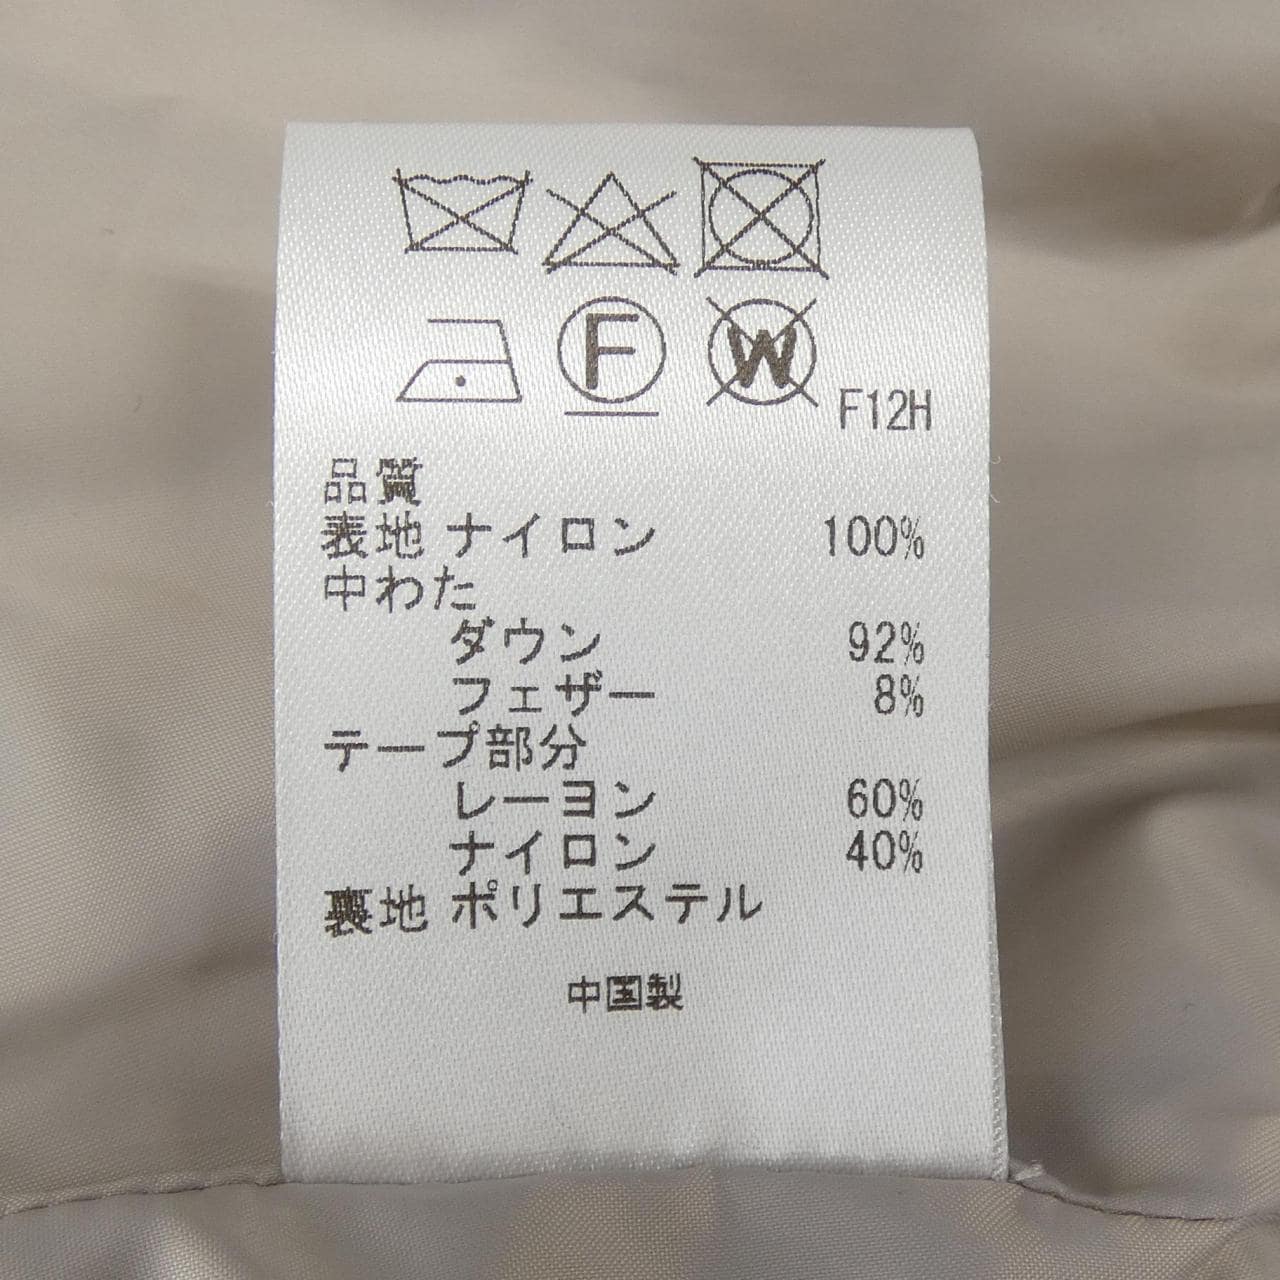 F
W
F12H
品質
表地 ナイロン 100%
中わた
ダウン 92%
フェザー 8%
テープ部分
レーヨン 60%
ナイロン 40%
裏地 ポリエステル
中国製